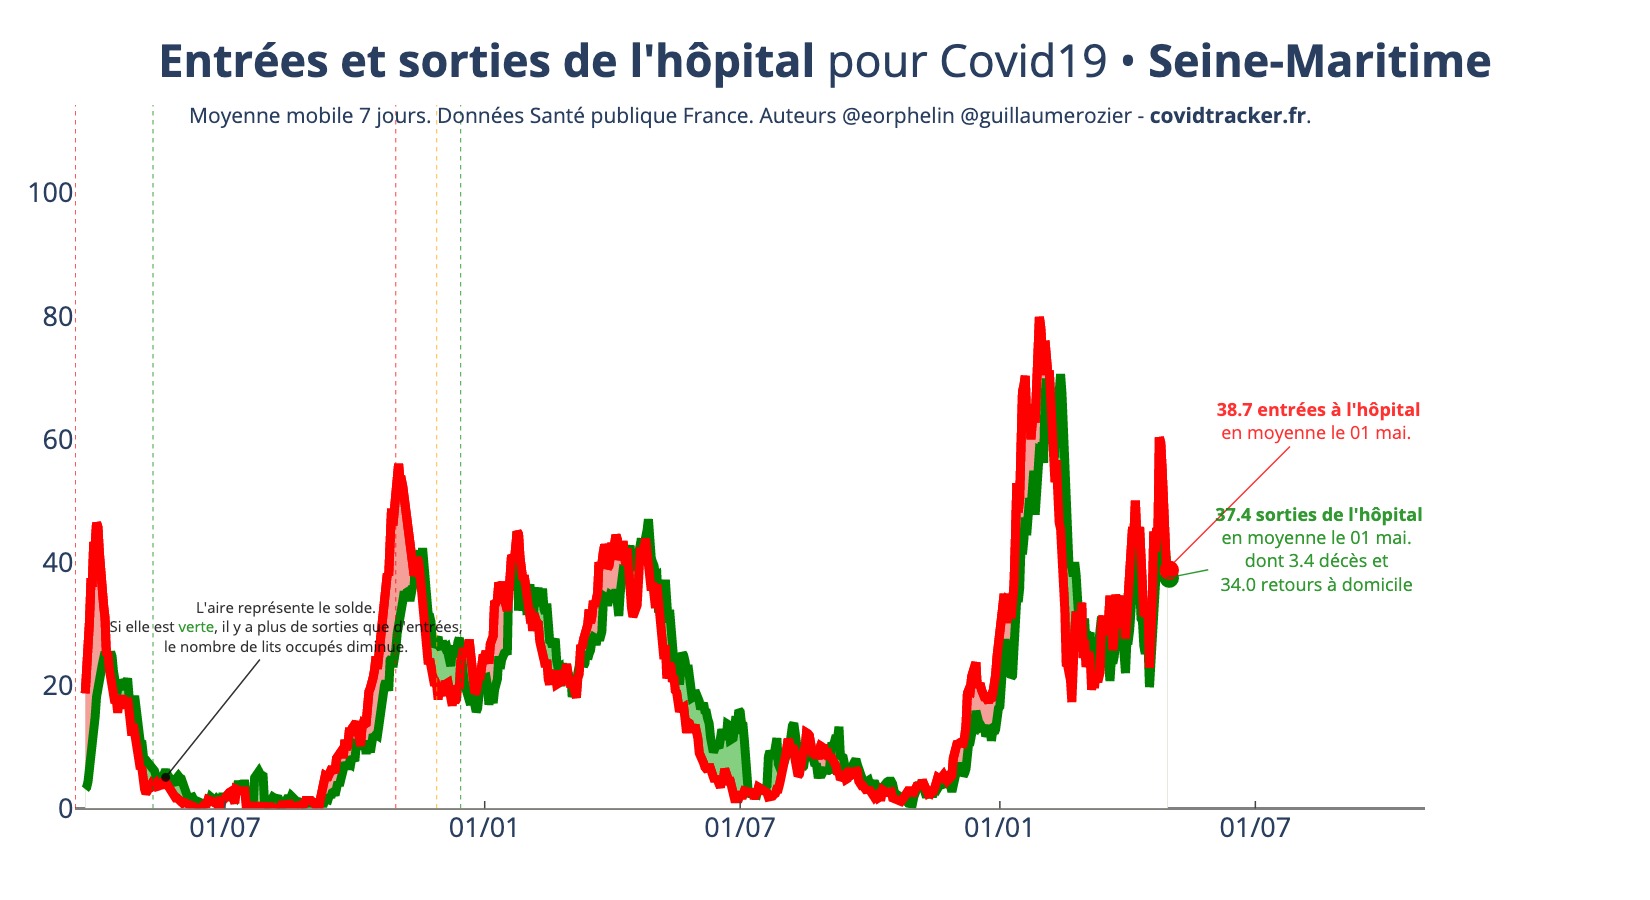 Entrées et sorties de l'hôpital pour Covid19 • Seine-Maritime
Moyenne mobile 7 jours. Données Santé publique France. Auteurs @eorphelin @guillaumerozier - covidtracker.fr.
100
80
60
40
20
0
38.7 entrées à l'hôpital
en moyenne le 01 mai.
37.4 sorties de l'hôpital
en moyenne le 01 mai.
dont 3.4 décès et
34.0 retours à domicile
L'aire représente le solde.
Si elle est verte, il y a plus de sorties que d'entrées,
le nombre de lits occupés diminue.
01/07
01/01
01/07
01/01
01/07